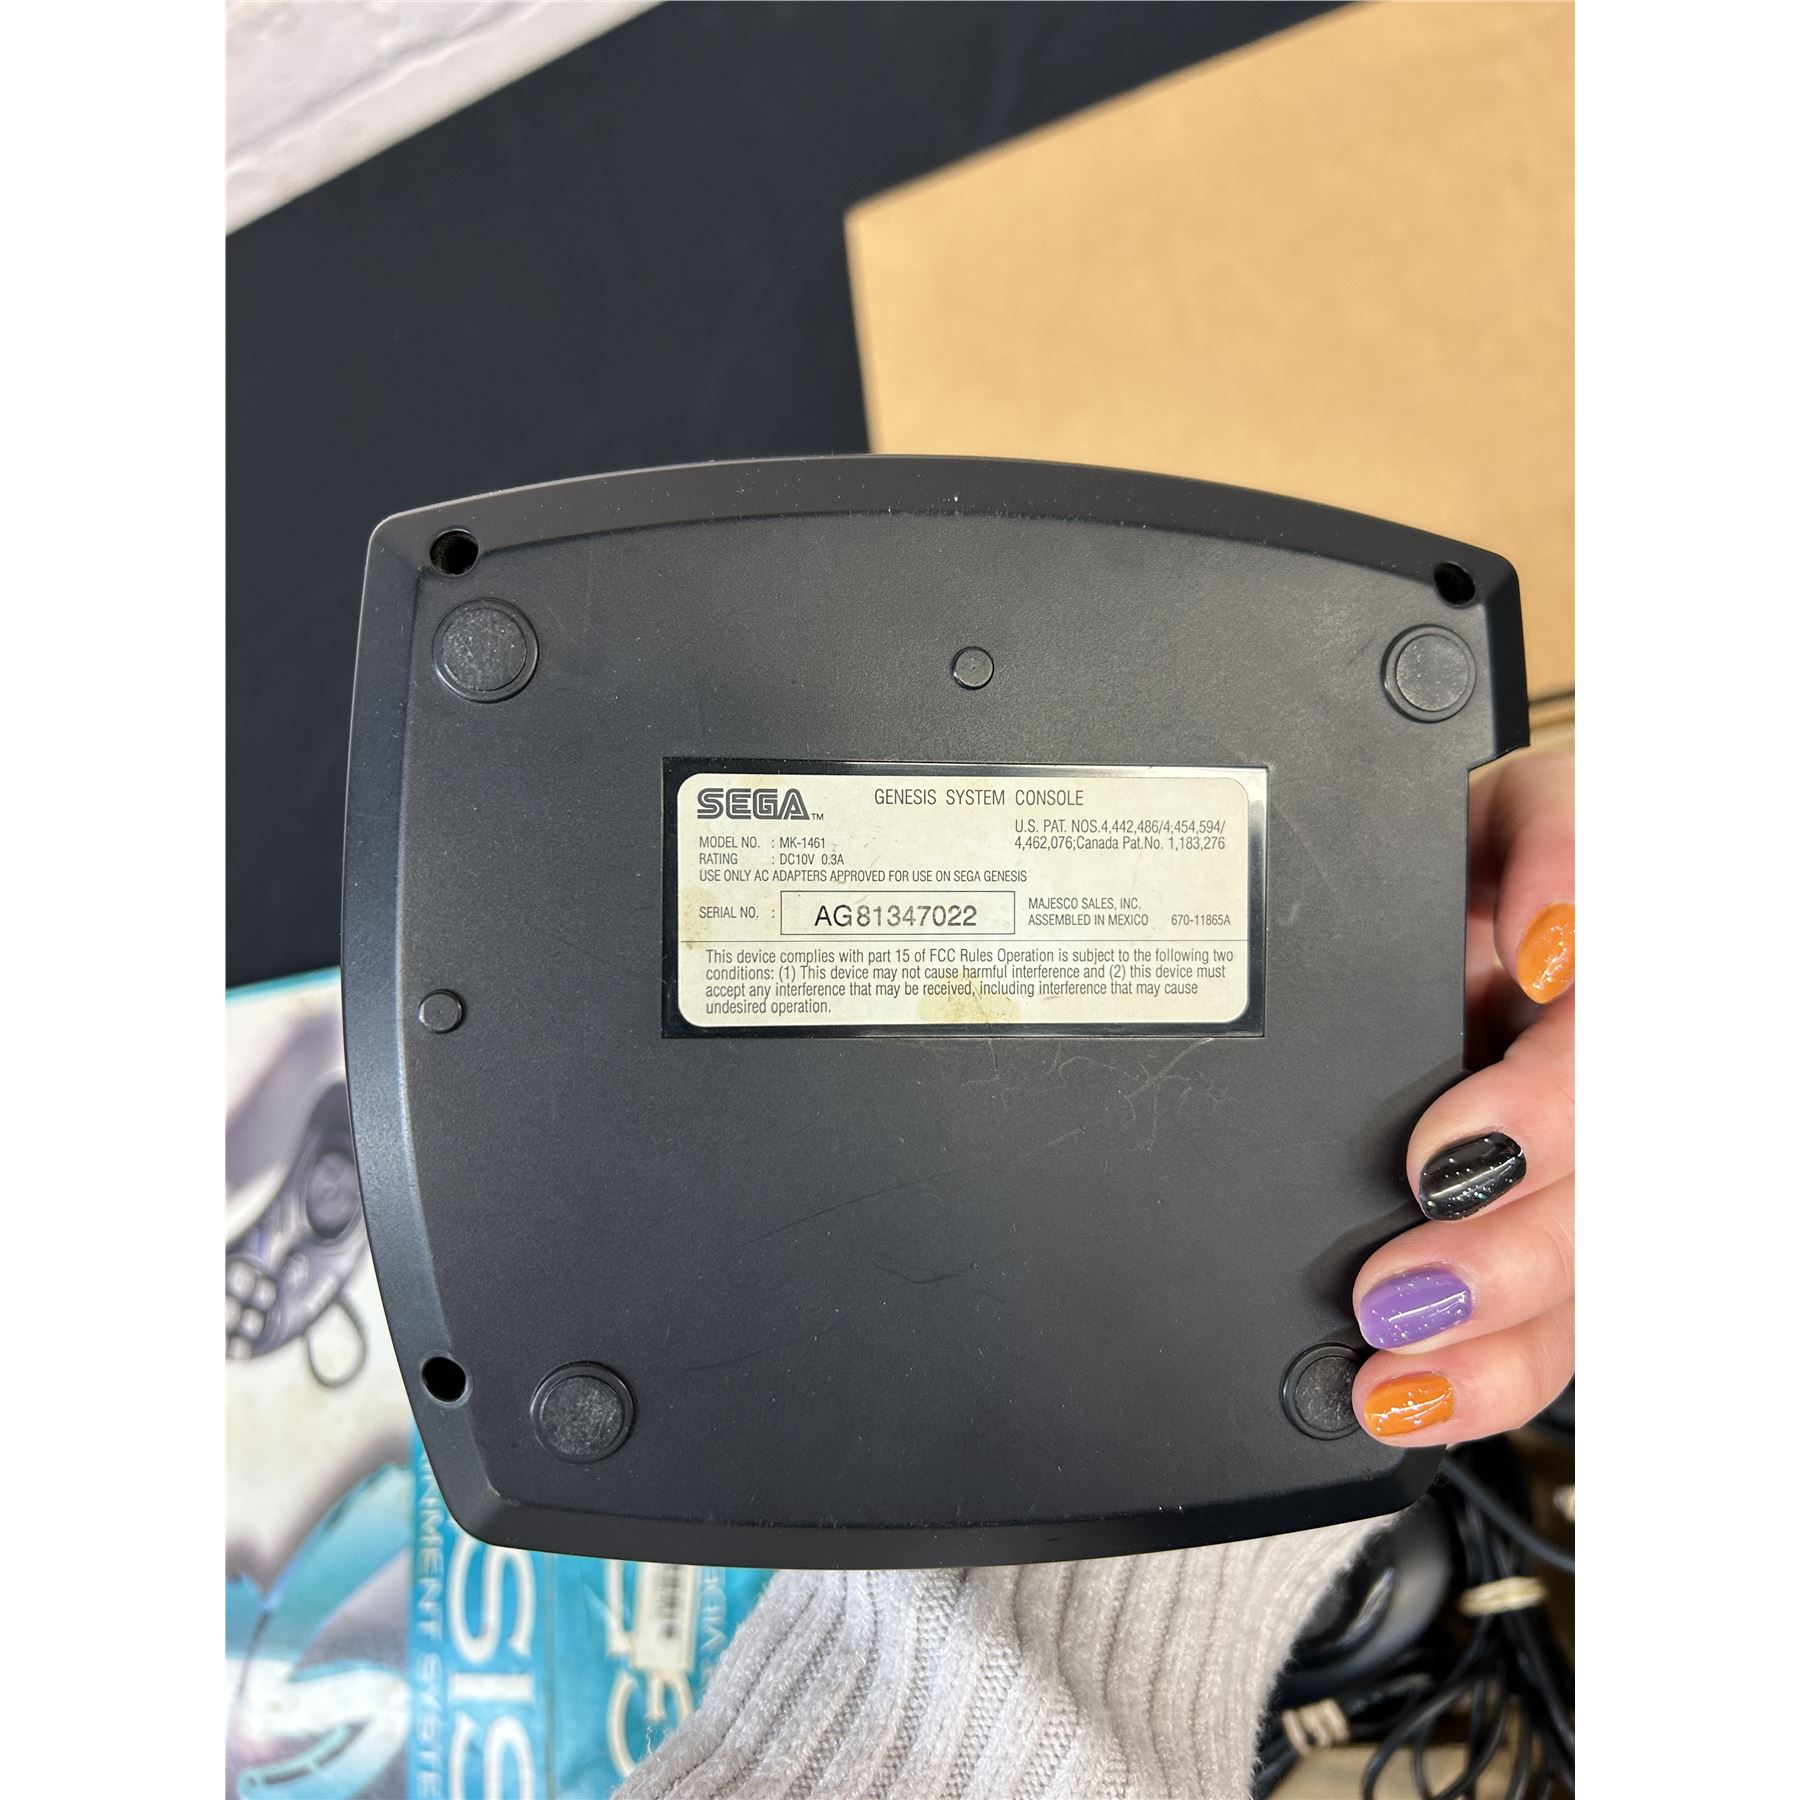 SEGA™
GENESIS SYSTEM CONSOLE
MODEL NO. : MK-1461
RATING : DC10V 0.3A
USE ONLY AC ADAPTERS APPROVED FOR USE ON SEGA GENESIS
U.S. PAT. NOS.4,442,486/4,454,594/
4,462,076;Canada Pat.No. 1,183,276
SERIAL NO. : AG81347022
MAJESCO SALES, INC.
ASSEMBLED IN MEXICO 670-11865A
This device complies with part 15 of FCC Rules Operation is subject to the following two
conditions: (1) This device may not cause harmful interference and (2) this device must
accept any interference that may be received, including interference that may cause
undesired operation.